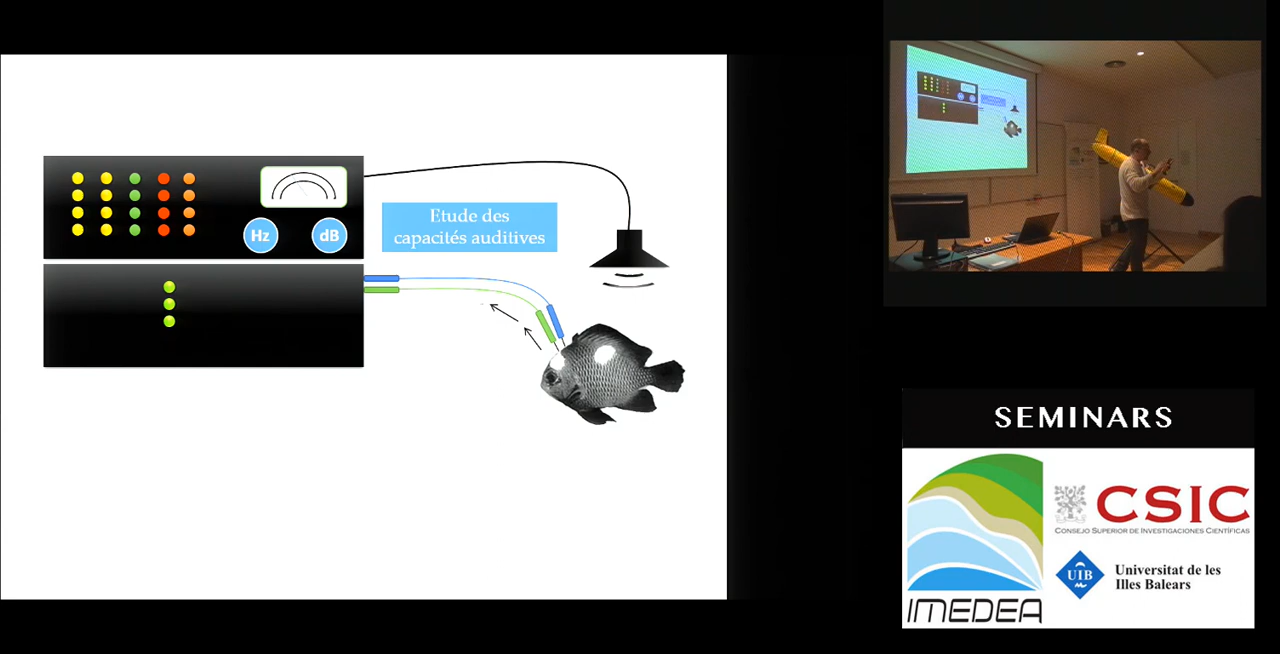 Etude des
capacités auditives
Hz
dB
SEMINARS
CSIC
CONSEJO SUPERIOR DE INVESTIGACIONES CIENTÍFICAS
UIB
Universitat de les
Illes Balears
IMEDEA